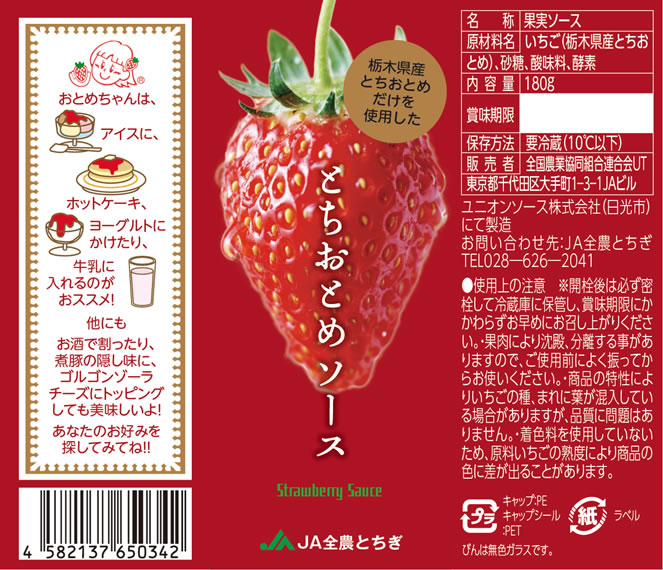 おとめちゃんは、
アイスに、
ホットケーキ、
ヨーグルトに
かけたり、
牛乳に
入れるのが
おススメ!
他にも
お酒で割ったり、
煮豚の隠し味に、
ゴルゴンゾーラ
チーズにトッピング
しても美味しいよ!
あなたのお好みを
探してみてね!!
4 582137 650342
栃木県産
とちおとめ
だけを
使用した
とちおとめソース
Strawberry Sauce
JA全農とちぎ
名称 果実ソース
原材料名 いちご(栃木県産とちお
とめ)、砂糖、酸味料、酵素
内容量 180g
賞味期限
保存方法 要冷蔵(10℃以下)
販売者 全国農業協同組合連合会UT
東京都千代田区大手町1-3-1JAビル
ユニオンソース株式会社(日光市)
にて製造
お問い合わせ先:JA全農とちぎ
TEL028-626-2041
●使用上の注意 ※開栓後は必ず密
栓して冷蔵庫に保管し、賞味期限にか
かわらずお早めにお召し上がりくださ
い。・果肉により沈殿、分離する事があ
りますので、ご使用前によく振ってか
らお使いください。・商品の特性によ
りいちごの種、まれに葉が混入してい
る場合がありますが、品質に問題はあ
りません。・着色料を使用していない
ため、原料いちごの熟度により商品の
色に差が出ることがあります。
プラ
キャップ:PE
キャップシール
:PET
紙
ラベル
びんは無色ガラスです。